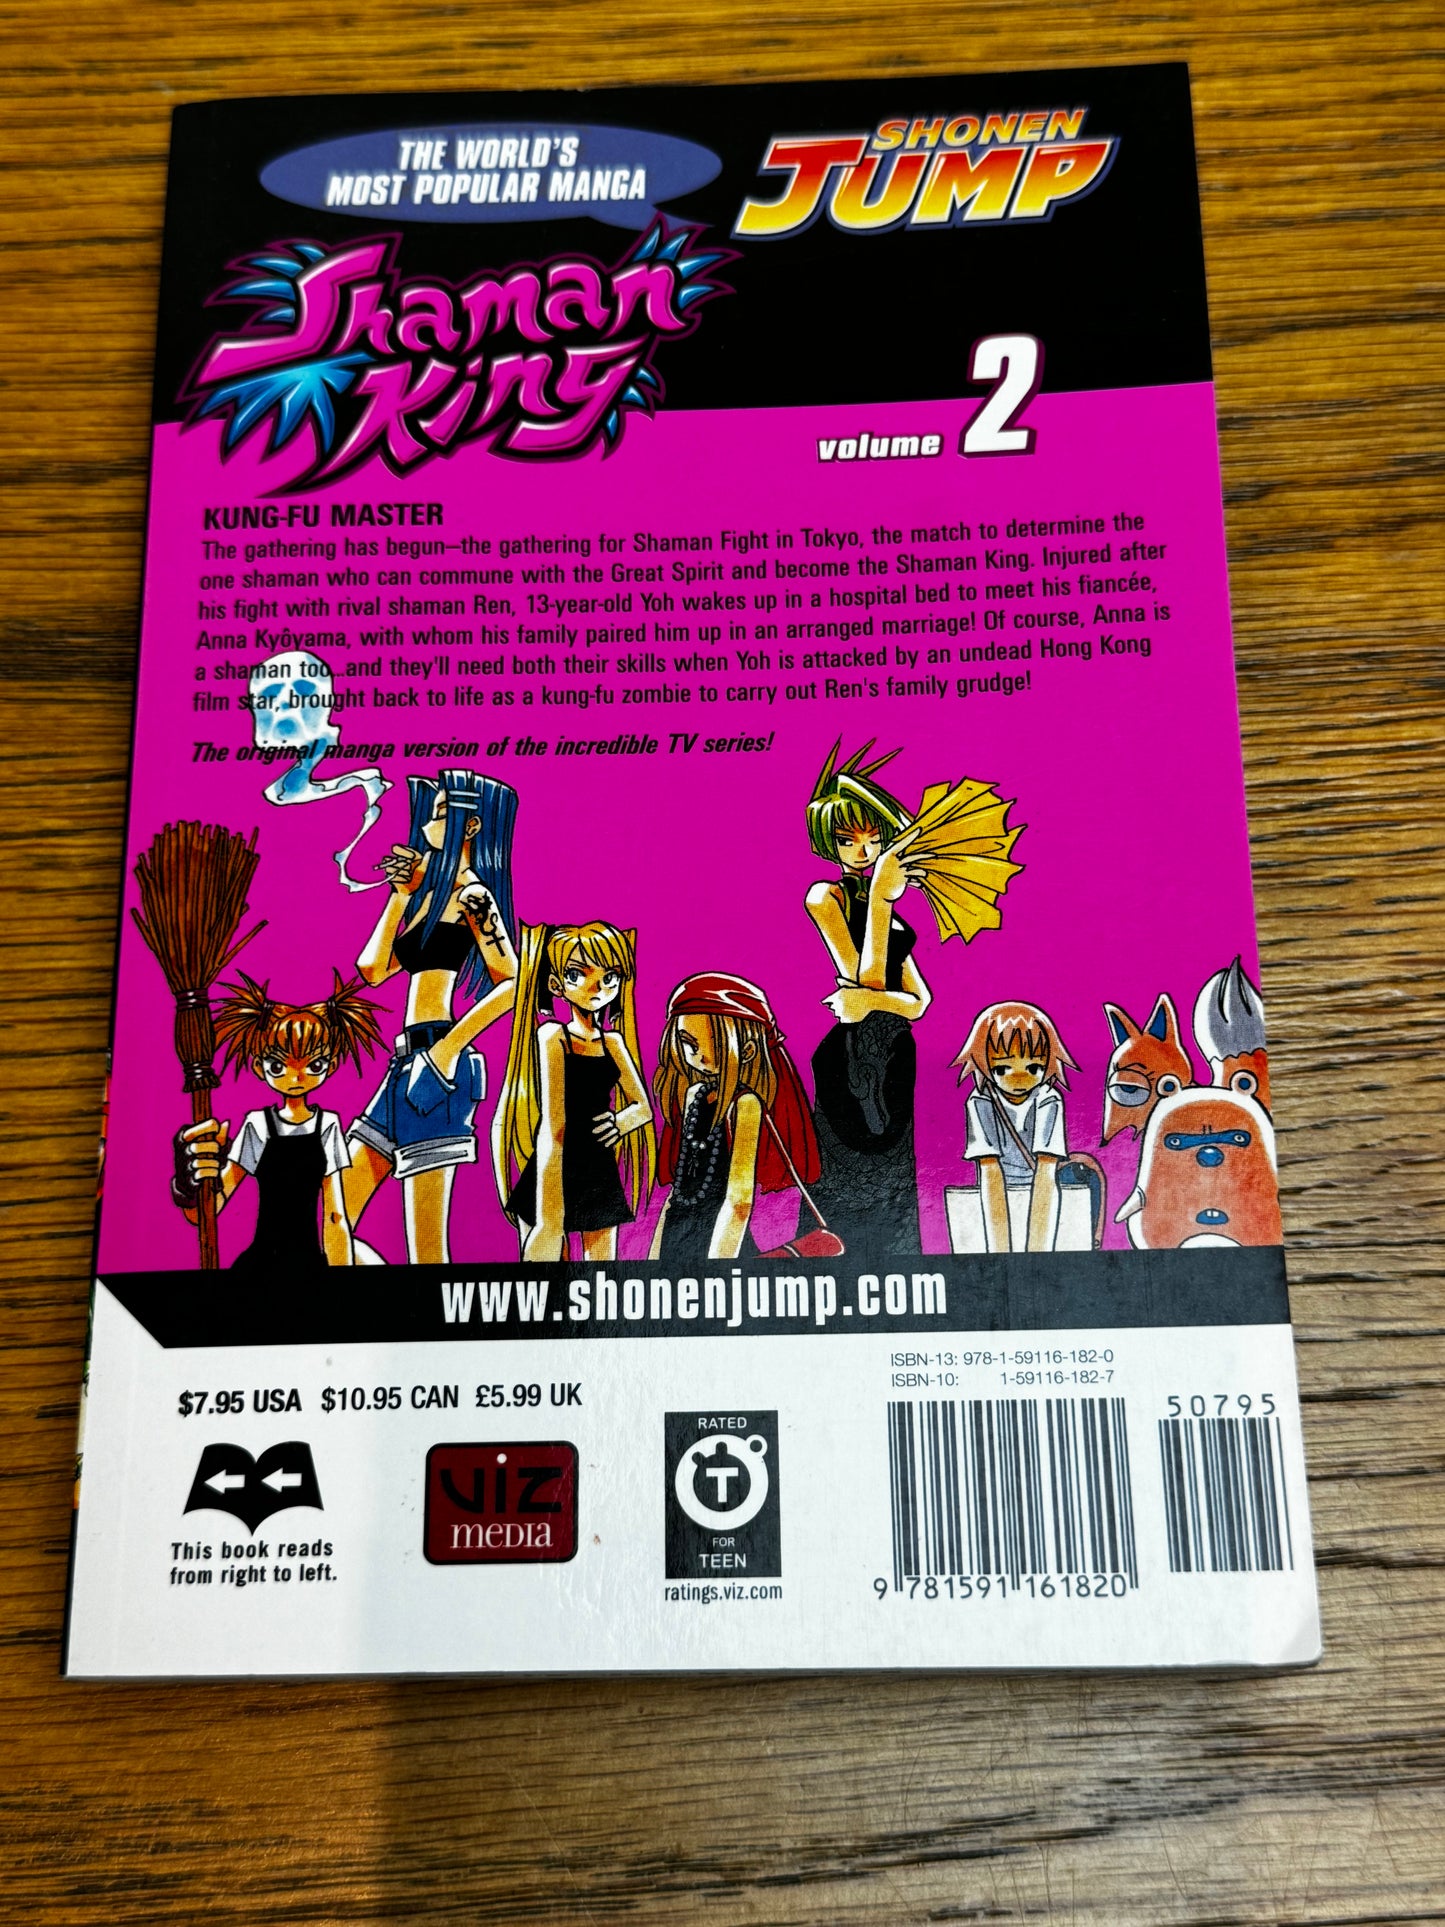 THE WORLD'S
MOST POPULAR MANGA
SHONEN
JUMP
Shaman
King
volume 2
KUNG-FU MASTER
The gathering has begun—the gathering for Shaman Fight in Tokyo, the match to determine the
one shaman who can commune with the Great Spirit and become the Shaman King. Injured after
his fight with rival shaman Ren, 13-year-old Yoh wakes up in a hospital bed to meet his fiancée,
Anna Kyôyama, with whom his family paired him up in an arranged marriage! Of course, Anna is
a shaman too...and they'll need both their skills when Yoh is attacked by an undead Hong Kong
film star, brought back to life as a kung-fu zombie to carry out Ren's family grudge!
The original manga version of the incredible TV series!
www.shonenjump.com
$7.95 USA $10.95 CAN £5.99 UK
ISBN-13: 978-1-59116-182-0
ISBN-10: 1-59116-182-7
50795
9 781591 161820
RATED
T
FOR
TEEN
ratings.viz.com
viz
media
This book reads
from right to left.